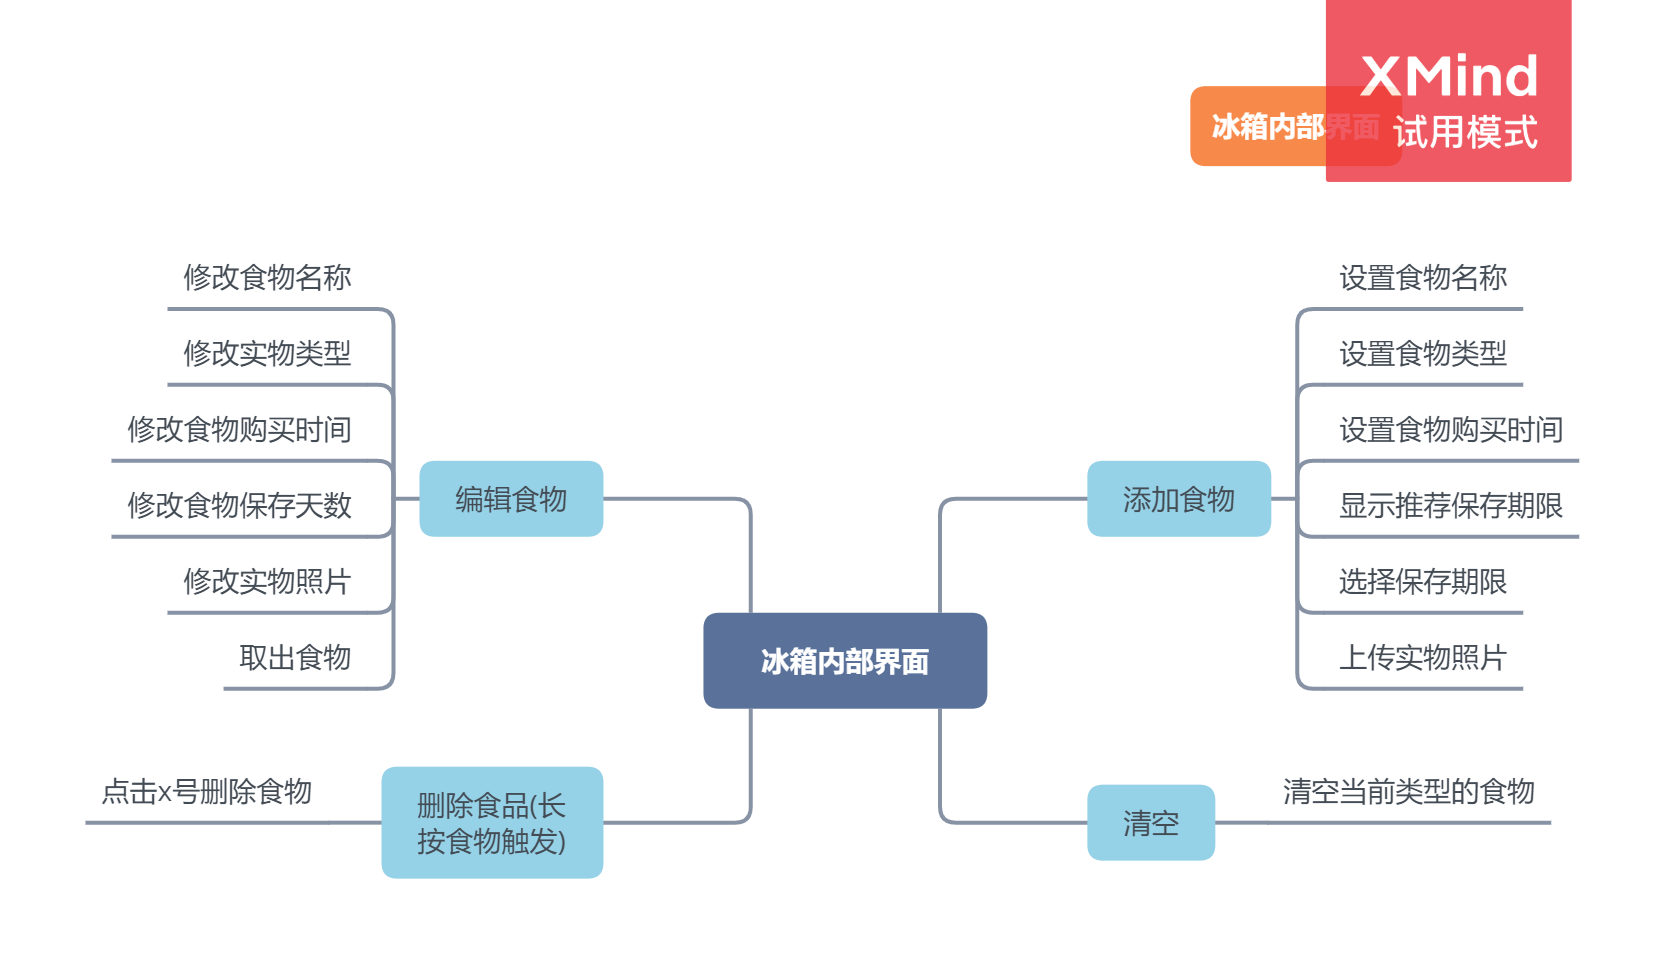 XMind
试用模式
冰箱内部界面
修改食物名称
修改实物类型
修改食物购买时间
修改食物保存天数
修改实物照片
取出食物
编辑食物
点击x号删除食物
删除食品(长
按食物触发)
冰箱内部界面
添加食物
设置食物名称
设置食物类型
设置食物购买时间
显示推荐保存期限
选择保存期限
上传实物照片
清空
清空当前类型的食物